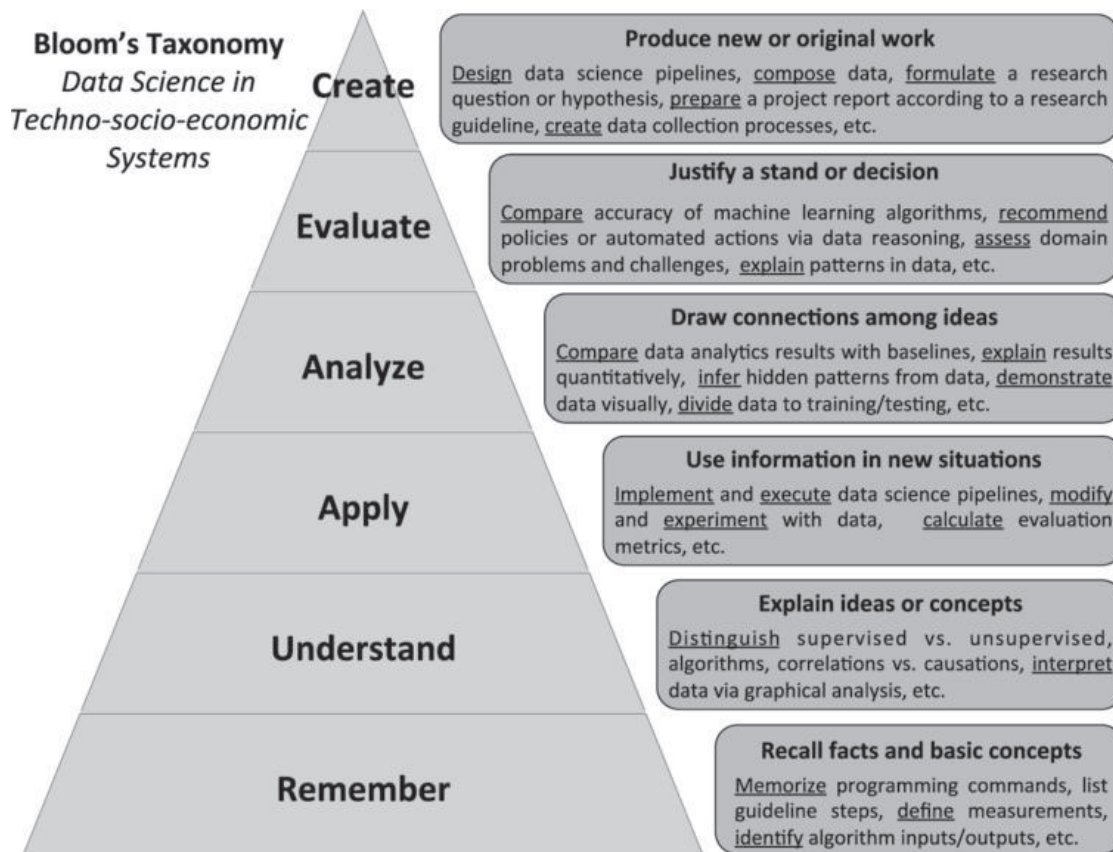 Bloom's Taxonomy
Data Science in
Techno-socio-economic
Systems
Create
Produce new or original work
Design data science pipelines, compose data, formulate a research
question or hypothesis, prepare a project report according to a research
guideline, create data collection processes, etc.
Evaluate
Justify a stand or decision
Compare accuracy of machine learning algorithms, recommend
policies or automated actions via data reasoning, assess domain
problems and challenges, explain patterns in data, etc.
Analyze
Draw connections among ideas
Compare data analytics results with baselines, explain results
quantitatively, infer hidden patterns from data, demonstrate
data visually, divide data to training/testing, etc.
Apply
Use information in new situations
Implement and execute data science pipelines, modify
and experiment with data, calculate evaluation
metrics, etc.
Understand
Explain ideas or concepts
Distinguish supervised vs. unsupervised,
algorithms, correlations vs. causations, interpret
data via graphical analysis, etc.
Remember
Recall facts and basic concepts
Memorize programming commands, list
guideline steps, define measurements,
identify algorithm inputs/outputs, etc.